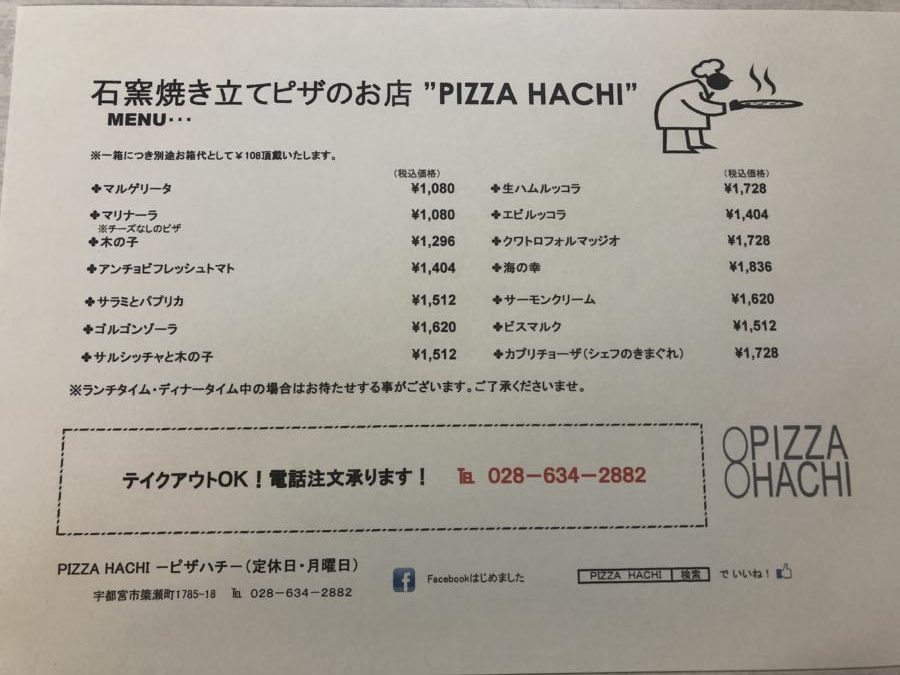 石窯焼き立てピザのお店 ”PIZZA HACHI”
MENU･･･
※一箱につき別途お箱代として￥108頂戴いたします。
（税込価格）
✤マルゲリータ ¥1,080
✤マリナーラ ¥1,080
※チーズなしのピザ
✤木の子 ¥1,296
✤アンチョビフレッシュトマト ¥1,404
✤サラミとパプリカ ¥1,512
✤ゴルゴンゾーラ ¥1,620
✤サルシッチャと木の子 ¥1,512
（税込価格）
✤生ハムルッコラ ¥1,728
✤エビルッコラ ¥1,404
✤クワトロフォルマッジオ ¥1,728
✤海の幸 ¥1,836
✤サーモンクリーム ¥1,620
✤ビスマルク ¥1,512
✤カプリチョーザ（シェフのきまぐれ） ¥1,728
※ランチタイム・ディナータイム中の場合はお待たせする事がございます。ご了承くださいませ。
テイクアウトOK！電話注文承ります！ ℡ 028－634－2882
PIZZA
HACHI
PIZZA HACHI －ピザハチ－（定休日・月曜日）
宇都宮市簗瀬町1785-18 ℡ 028－634－2882
f Facebookはじめました
PIZZA HACHI 検索 で いいね！